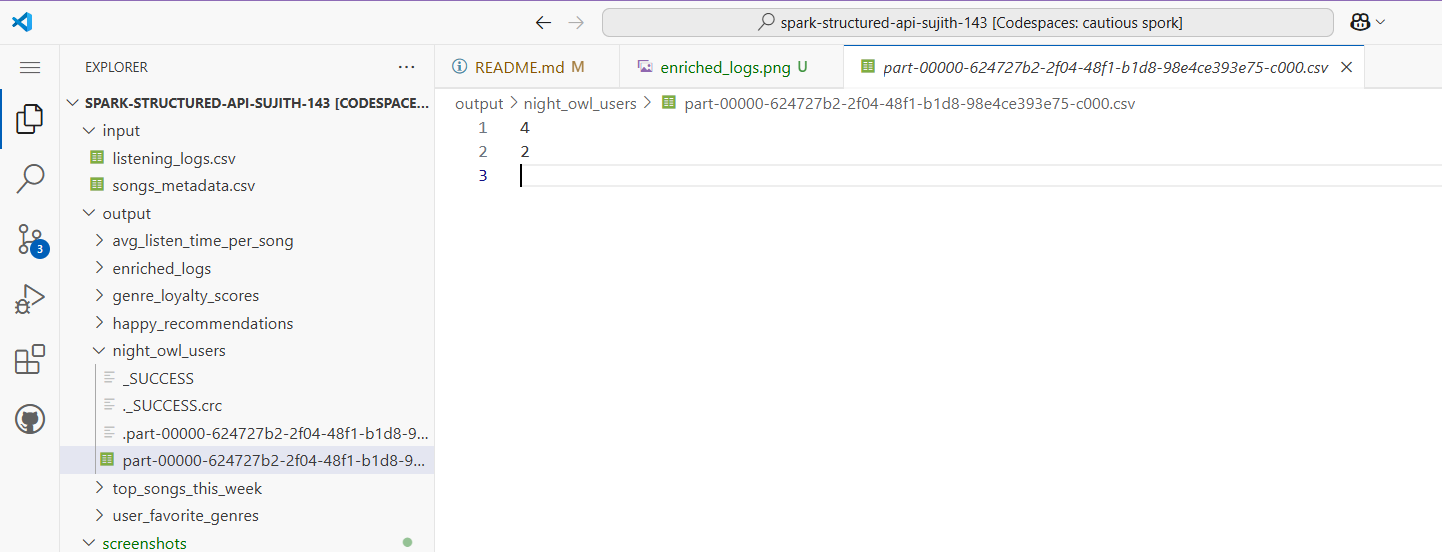 spark-structured-api-sujith-143 [Codespaces: cautious spork]
EXPLORER
SPARK-STRUCTURED-API-SUJITH-143 [CODESPACE...
input
listening_logs.csv
songs_metadata.csv
output
avg_listen_time_per_song
enriched_logs
genre_loyalty_scores
happy_recommendations
night_owl_users
_SUCCESS
._SUCCESS.crc
.part-00000-624727b2-2f04-48f1-b1d8-9...
part-00000-624727b2-2f04-48f1-b1d8-9...
top_songs_this_week
user_favorite_genres
screenshots
3
README.md M
enriched_logs.png U
part-00000-624727b2-2f04-48f1-b1d8-98e4ce393e75-c000.csv
output > night_owl_users > part-00000-624727b2-2f04-48f1-b1d8-98e4ce393e75-c000.csv
1 4
2 2
3